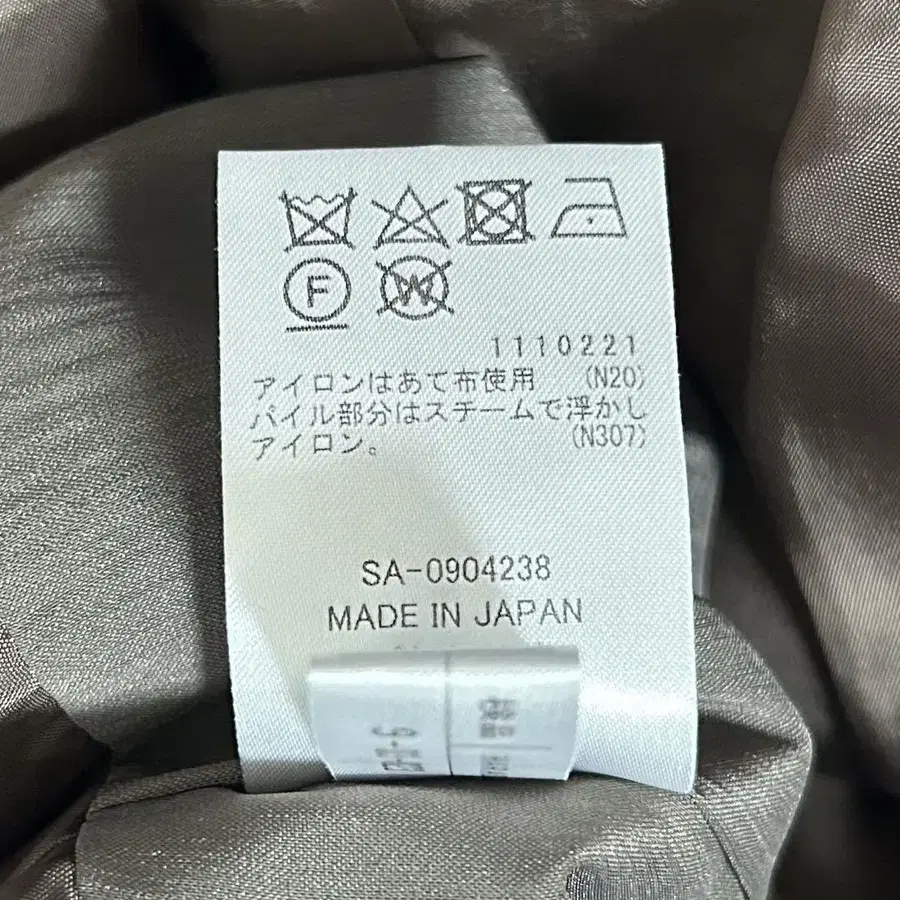 F W
1110221
アイロンはあて布使用 (N20)
パイル部分はスチームで浮かし
アイロン。 (N307)
SA-0904238
MADE IN JAPAN